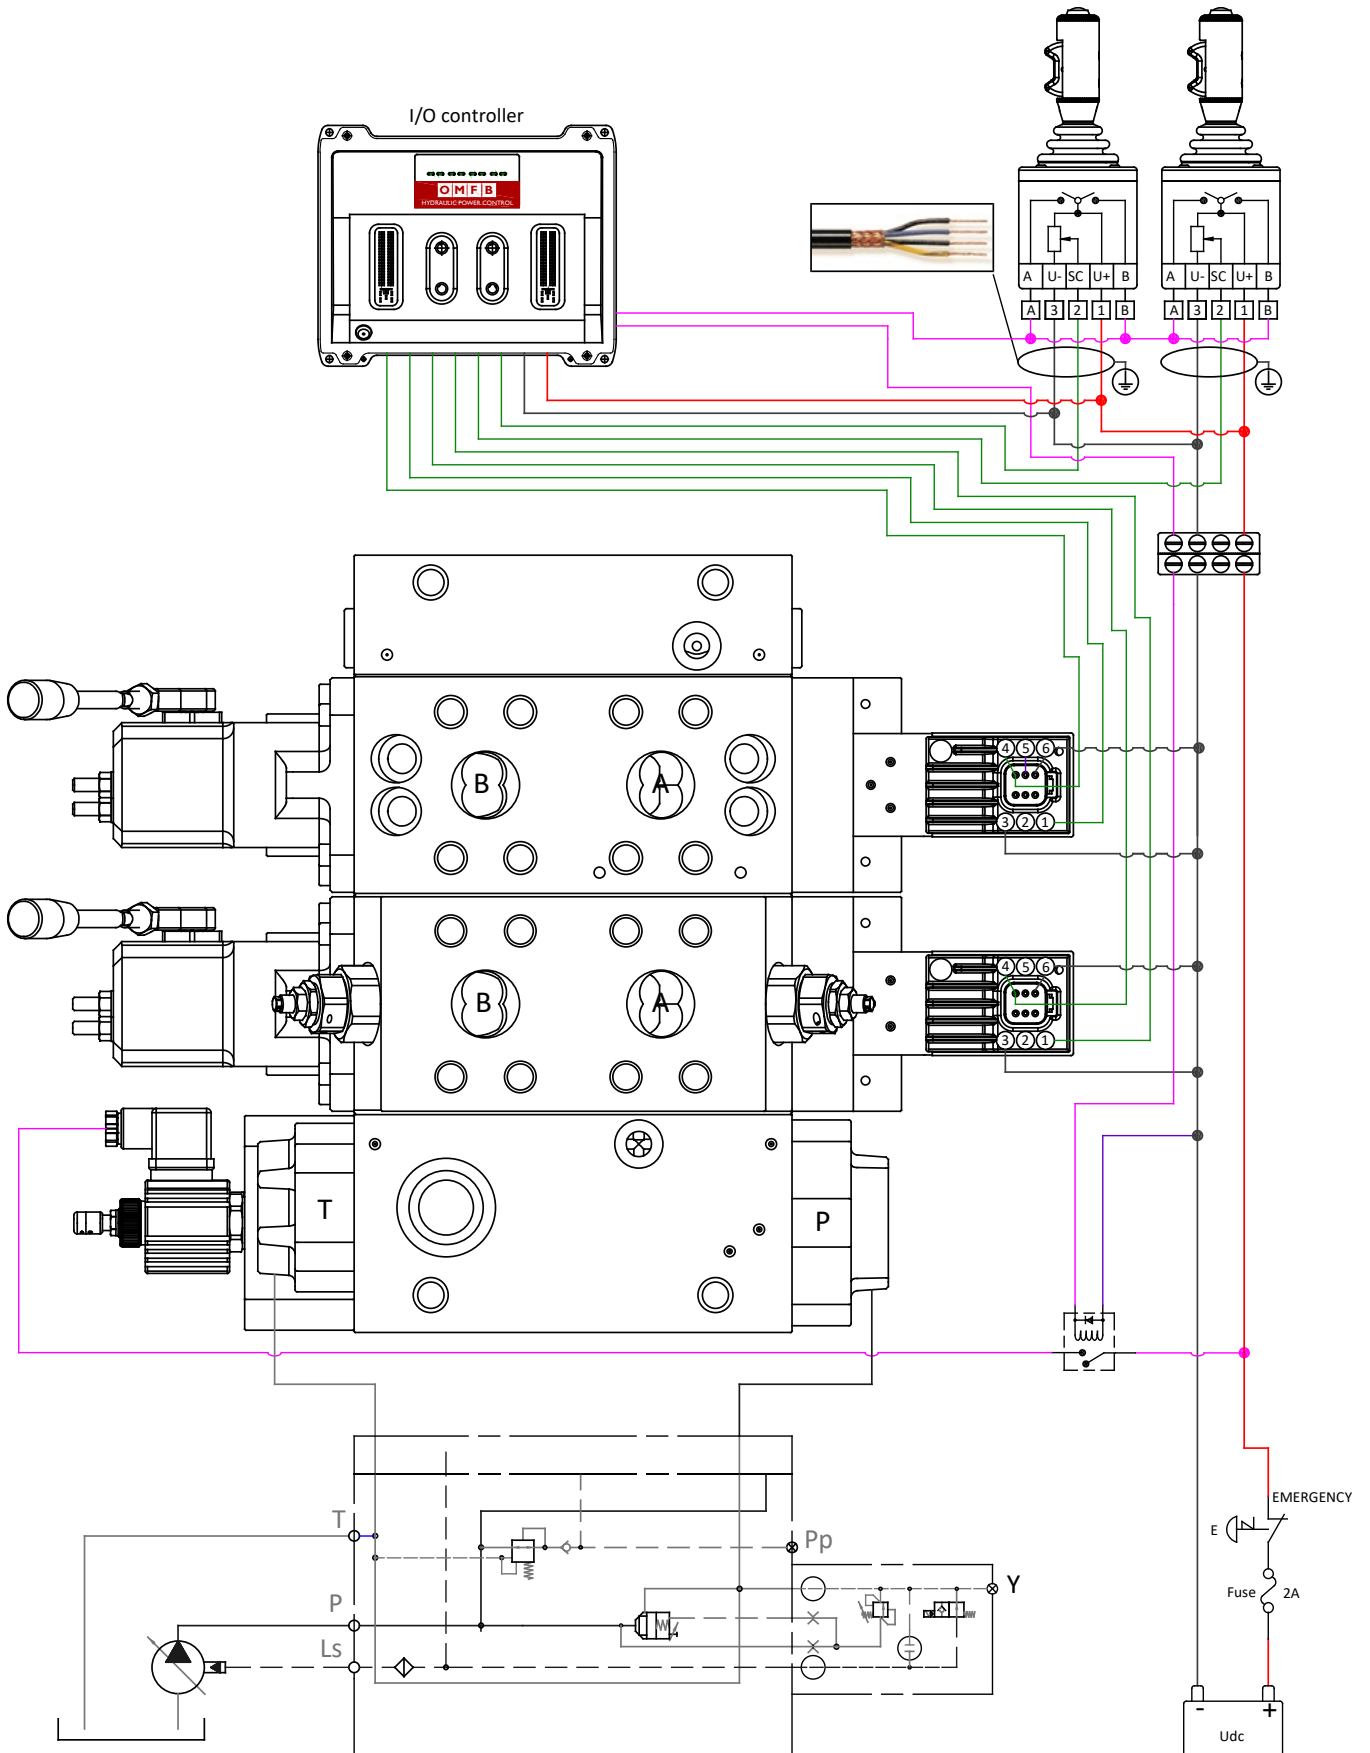 I/O controller
OMFB
HYDRAULIC POWER CONTROL
A U- SC U+ B
A U- SC U+ B
A 3 2 1 B
A 3 2 1 B
4 5 6
B A
3 2 1
4 5 6
B A
3 2 1
T
P
EMERGENCY
E
T
Pp
Y
Fuse 2A
P
Ls
- +
Udc